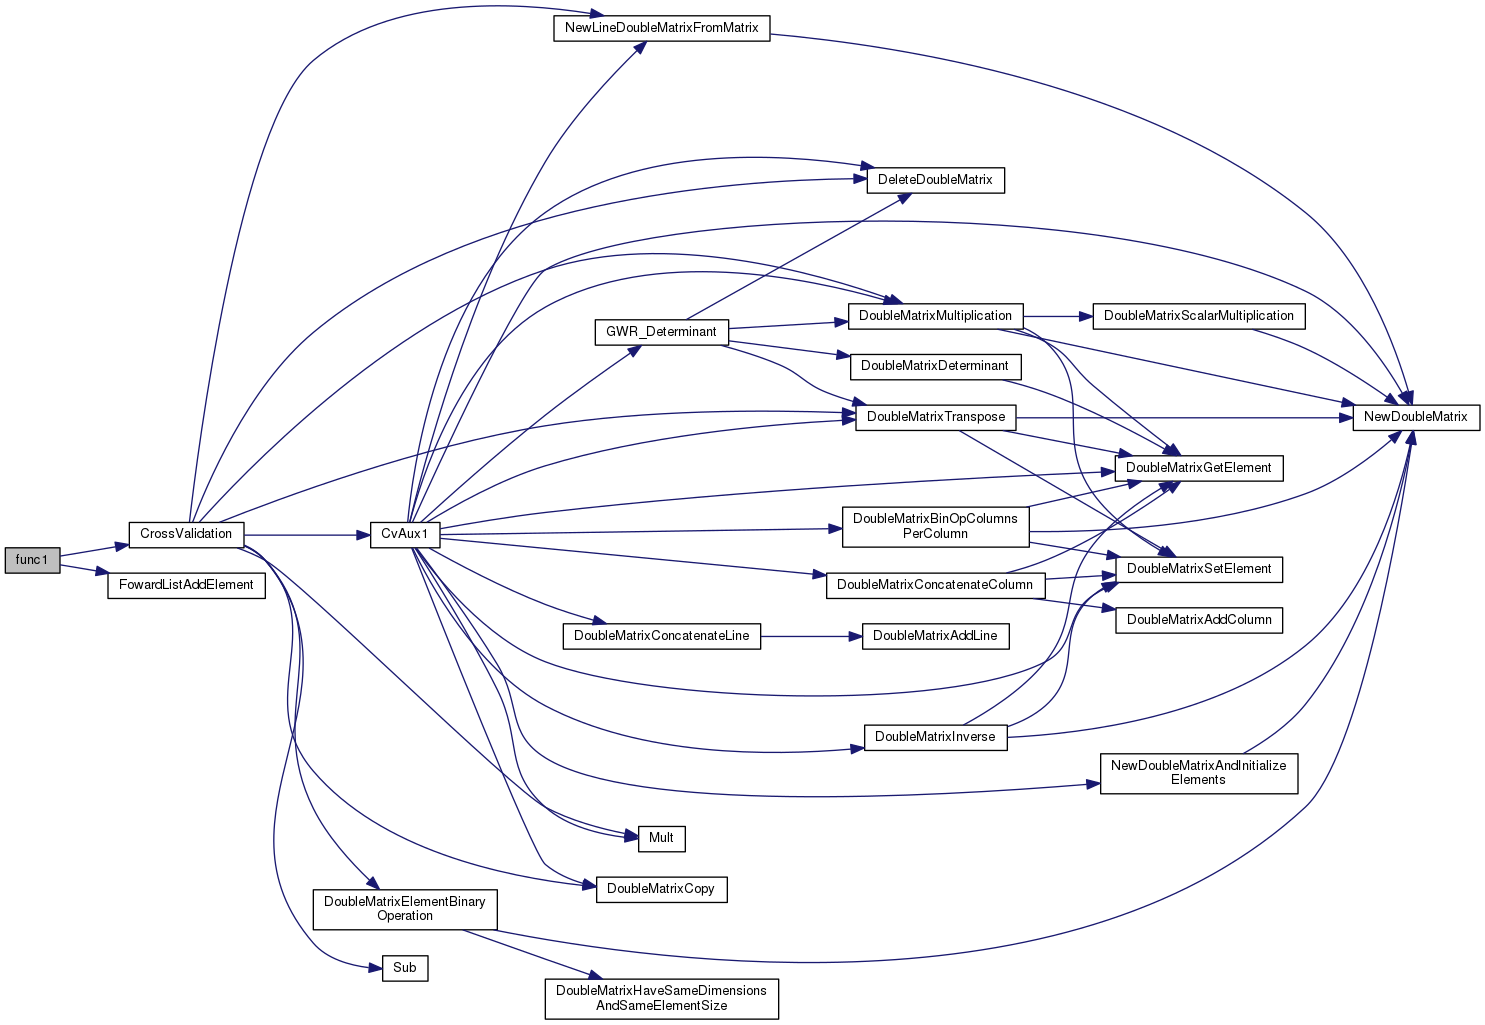 NewLineDoubleMatrixFromMatrix
DeleteDoubleMatrix
DoubleMatrixMultiplication
DoubleMatrixScalarMultiplication
GWR_Determinant
DoubleMatrixDeterminant
DoubleMatrixTranspose
NewDoubleMatrix
DoubleMatrixGetElement
DoubleMatrixBinOpColumns
PerColumn
CrossValidation
CvAux1
func1
DoubleMatrixSetElement
FowardListAddElement
DoubleMatrixConcatenateColumn
DoubleMatrixAddColumn
DoubleMatrixConcatenateLine
DoubleMatrixAddLine
DoubleMatrixInverse
NewDoubleMatrixAndInitialize
Elements
Mult
DoubleMatrixCopy
DoubleMatrixElementBinary
Operation
Sub
DoubleMatrixHaveSameDimensions
AndSameElementSize